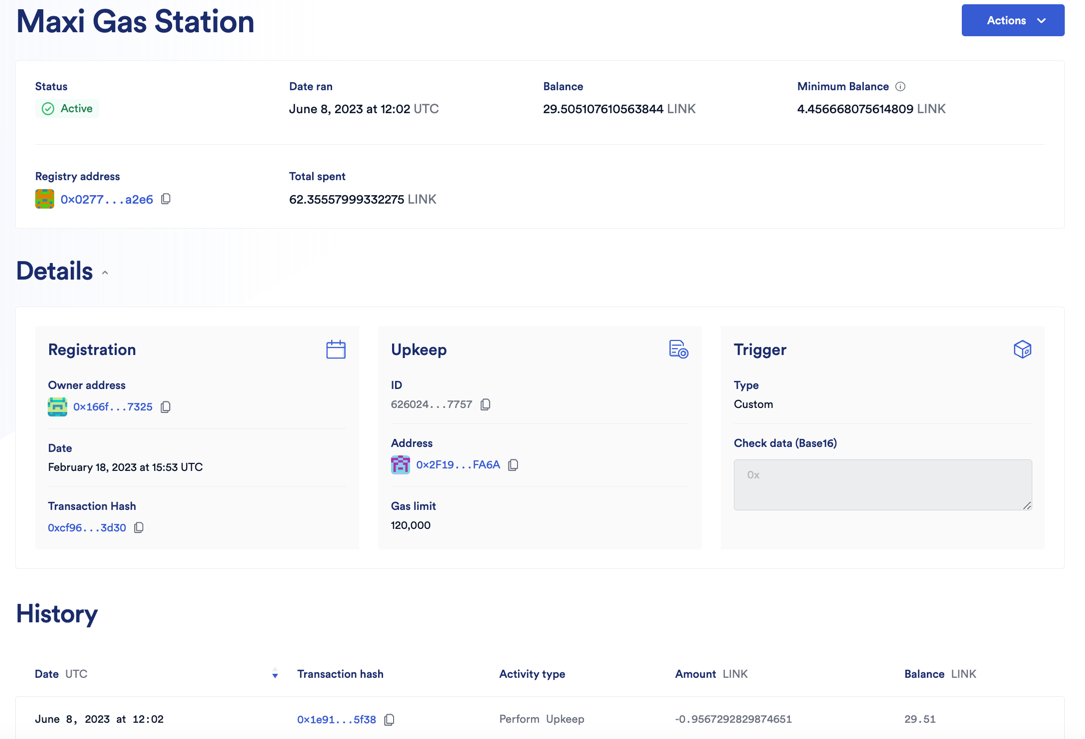 Maxi Gas Station
Actions
Status Date ran Balance Minimum Balance
Active June 8, 2023 at 12:02 UTC 29.505107610563844 LINK 4.456668075614809 LINK
Registry address Total spent
0x0277...a2e6 62.35557999332275 LINK
Details
Registration Upkeep Trigger
Owner address ID Type
0x166f...7325 626024...7757 Custom
Date Address Check data (Base16)
February 18, 2023 at 15:53 UTC 0x2F19...FA6A 0x
Transaction Hash Gas limit
0xcf96...3d30 120,000
History
Date UTC Transaction hash Activity type Amount LINK Balance LINK
June 8, 2023 at 12:02 0x1e91...5f38 Perform Upkeep -0.9567292829874651 29.51